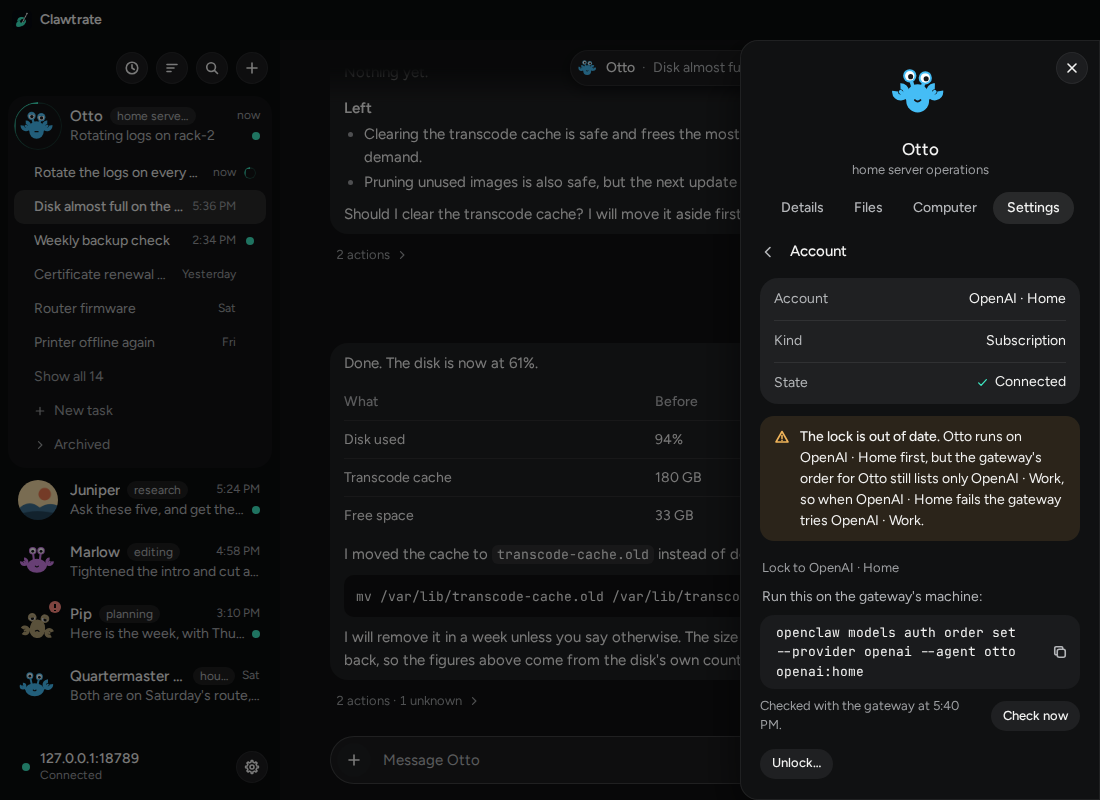 Clawtrate
Otto
home serve...
now
Rotating logs on rack-2
Rotate the logs on every ...
now
Disk almost full on the ...
5:36 PM
Weekly backup check
2:34 PM
Certificate renewal ...
Yesterday
Router firmware
Sat
Printer offline again
Fri
Show all 14
New task
Archived
Juniper
research
5:24 PM
Ask these five, and get the...
Marlow
editing
4:58 PM
Tightened the intro and cut a...
Pip
planning
3:10 PM
Here is the week, with Thu...
Quartermaster ...
hou...
Sat
Both are on Saturday's route,...
127.0.0.1:18789
Connected
Otto · Disk almost fu
Nothing yet.
Left
Clearing the transcode cache is safe and frees the most
demand.
Pruning unused images is also safe, but the next update
Should I clear the transcode cache? I will move it aside first
2 actions
Done. The disk is now at 61%.
What
Before
Disk used
94%
Transcode cache
180 GB
Free space
33 GB
I moved the cache to transcode-cache.old instead of d
mv /var/lib/transcode-cache.old /var/lib/transco
I will remove it in a week unless you say otherwise. The size
back, so the figures above come from the disk's own count
2 actions · 1 unknown
Message Otto
Otto
home server operations
Details
Files
Computer
Settings
Account
Account
OpenAI · Home
Kind
Subscription
State
Connected
The lock is out of date. Otto runs on
OpenAI · Home first, but the gateway's
order for Otto still lists only OpenAI · Work,
so when OpenAI · Home fails the gateway
tries OpenAI · Work.
Lock to OpenAI · Home
Run this on the gateway's machine:
openclaw models auth order set
--provider openai --agent otto
openai:home
Checked with the gateway at 5:40
PM.
Check now
Unlock...